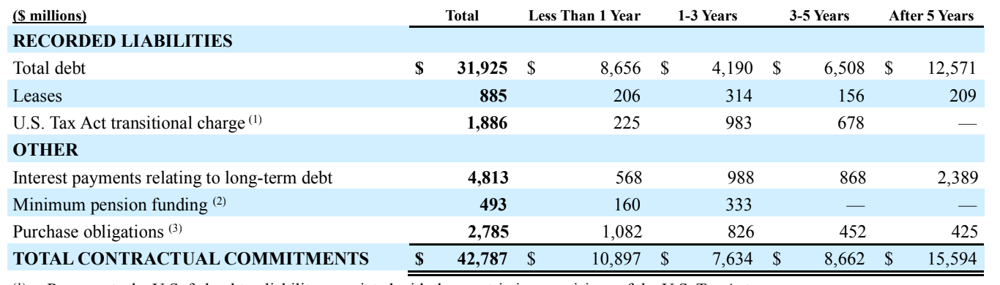 ($ millions) Total Less Than 1 Year 1-3 Years 3-5 Years After 5 Years
RECORDED LIABILITIES
Total debt $ 31,925 $ 8,656 $ 4,190 $ 6,508 $ 12,571
Leases 885 206 314 156 209
U.S. Tax Act transitional charge (1) 1,886 225 983 678 —
OTHER
Interest payments relating to long-term debt 4,813 568 988 868 2,389
Minimum pension funding (2) 493 160 333 — —
Purchase obligations (3) 2,785 1,082 826 452 425
TOTAL CONTRACTUAL COMMITMENTS $ 42,787 $ 10,897 $ 7,634 $ 8,662 $ 15,594